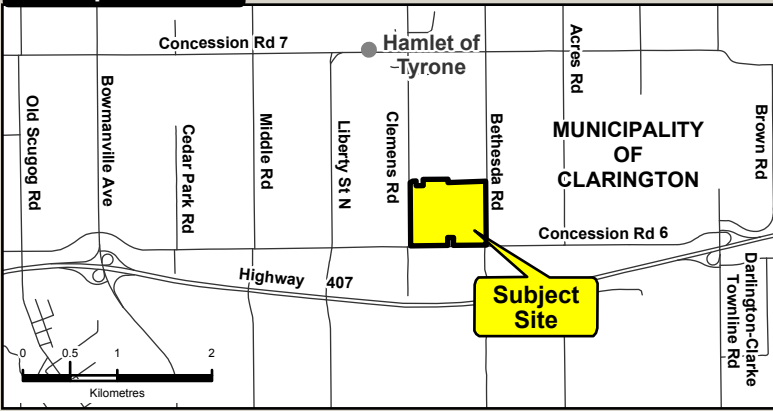 Concession Rd 7
Hamlet of
Tyrone
Old Scugog Rd
Bowmanville Ave
Cedar Park Rd
Middle Rd
Liberty St N
Clemens Rd
Bethesda Rd
Acres Rd
Brown Rd
MUNICIPALITY
OF
CLARINGTON
Concession Rd 6
Highway 407
Subject
Site
Darlington-Clarke
Townline Rd
0 0.5 1 2
Kilometres